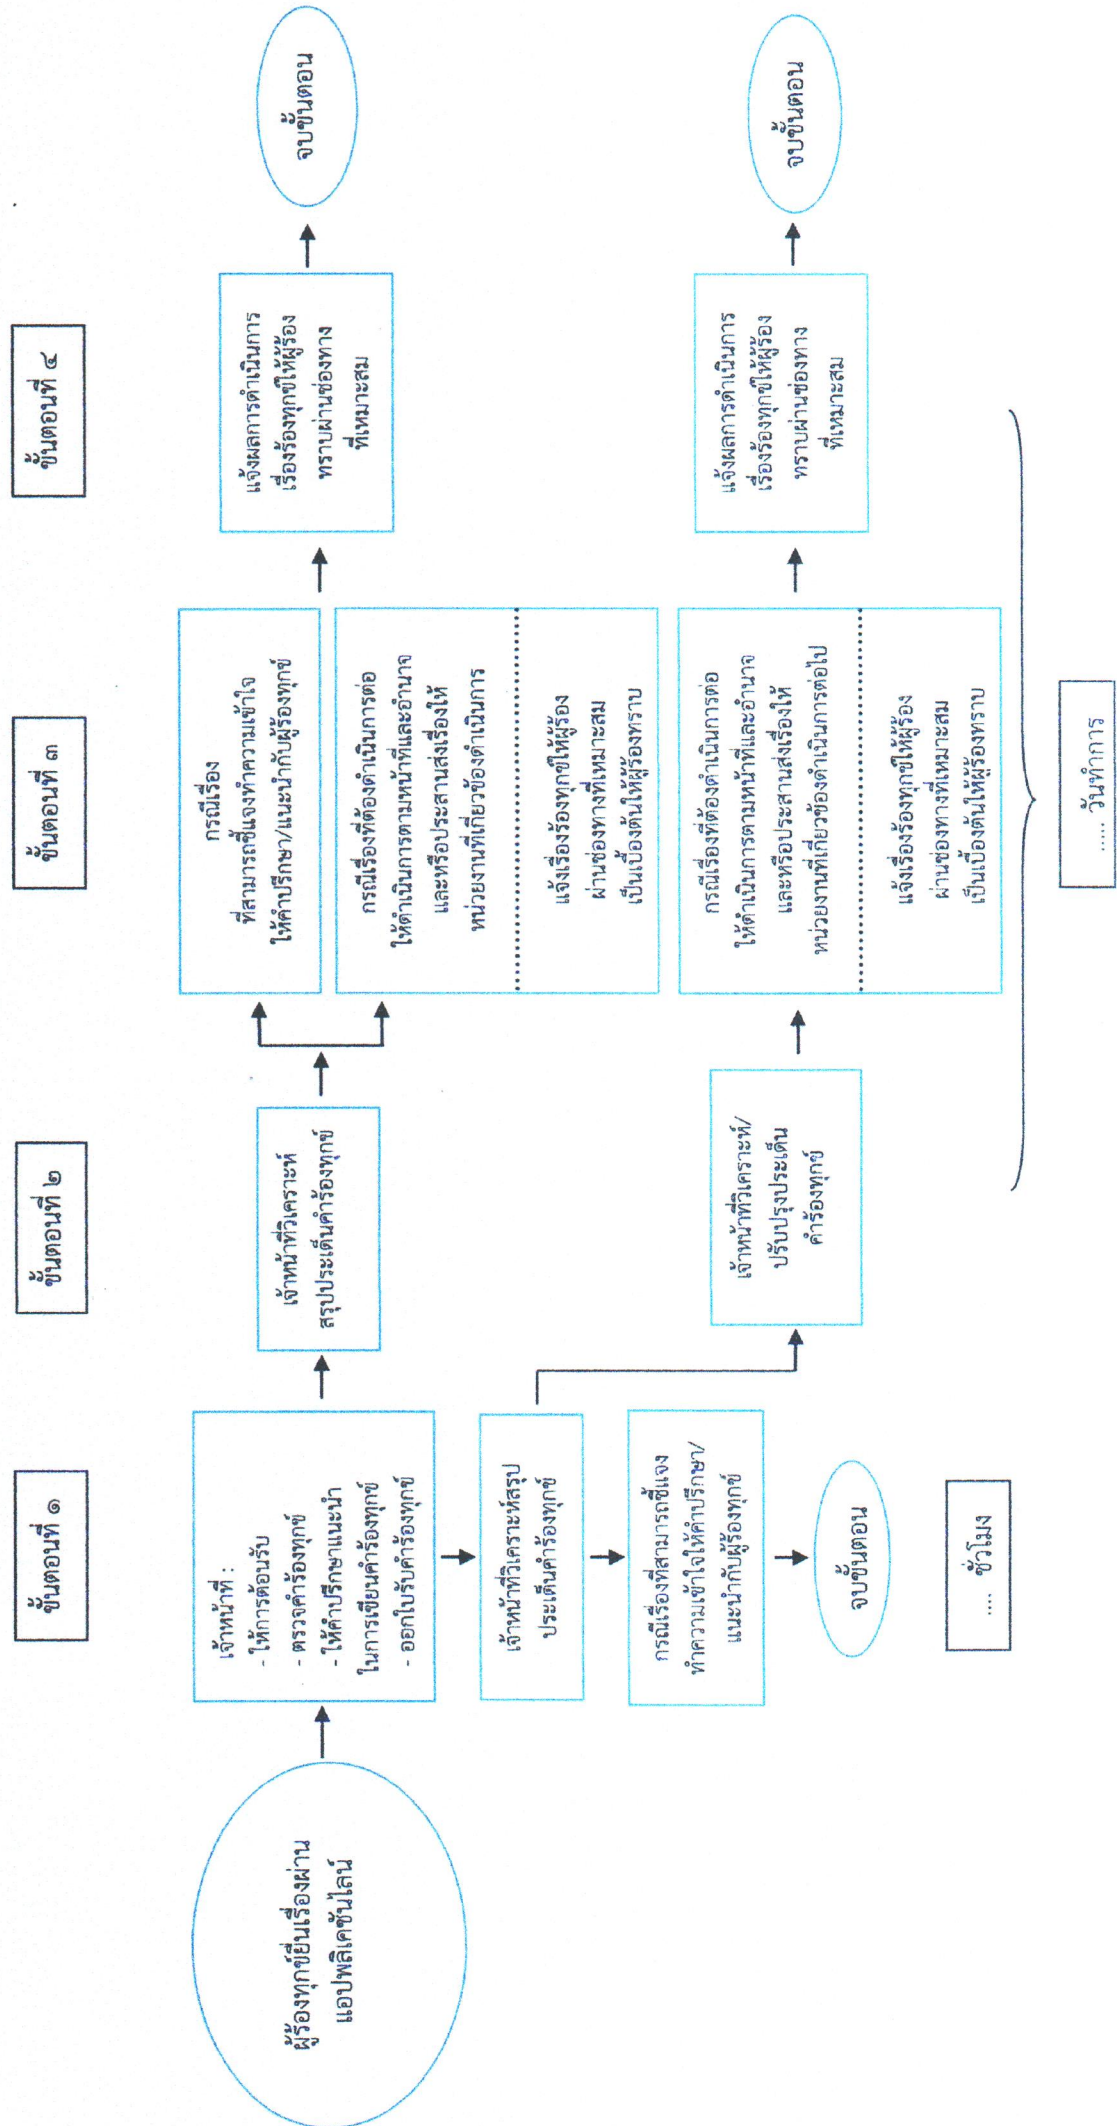 ขั้นตอนที่ ๑
ขั้นตอนที่ ๒
ขั้นตอนที่ ๓
ขั้นตอนที่ ๔
ผู้ร้องทุกข์ยื่นเรื่องผ่าน
แอปพลิเคชันไลน์
เจ้าหน้าที่ :
- ให้การต้อนรับ
- ตรวจคำร้องทุกข์
- ให้คำปรึกษาแนะนำ
ในการเขียนคำร้องทุกข์
- ออกใบรับคำร้องทุกข์
เจ้าหน้าที่วิเคราะห์
สรุปประเด็นคำร้องทุกข์
กรณีเรื่อง
ที่สามารถชี้แจงทำความเข้าใจ
ให้คำปรึกษา/แนะนำกับผู้ร้องทุกข์
กรณีเรื่องที่ต้องดำเนินการต่อ
ให้ดำเนินการตามหน้าที่และอำนาจ
และหรือประสานส่งเรื่องให้
หน่วยงานที่เกี่ยวข้องดำเนินการ
แจ้งเรื่องร้องทุกข์ให้ผู้ร้อง
ผ่านช่องทางที่เหมาะสม
เป็นเบื้องต้นให้ผู้ร้องทราบ
แจ้งผลการดำเนินการ
เรื่องร้องทุกข์ให้ผู้ร้อง
ทราบผ่านช่องทาง
ที่เหมาะสม
จบขั้นตอน
เจ้าหน้าที่วิเคราะห์สรุป
ประเด็นคำร้องทุกข์
กรณีเรื่องที่สามารถชี้แจง
ทำความเข้าใจให้คำปรึกษา/
แนะนำกับผู้ร้องทุกข์
จบขั้นตอน
เจ้าหน้าที่วิเคราะห์/
ปรับปรุงประเด็น
คำร้องทุกข์
กรณีเรื่องที่ต้องดำเนินการต่อ
ให้ดำเนินการตามหน้าที่และอำนาจ
และหรือประสานส่งเรื่องให้
หน่วยงานที่เกี่ยวข้องดำเนินการต่อไป
แจ้งเรื่องร้องทุกข์ให้ผู้ร้อง
ผ่านช่องทางที่เหมาะสม
เป็นเบื้องต้นให้ผู้ร้องทราบ
แจ้งผลการดำเนินการ
เรื่องร้องทุกข์ให้ผู้ร้อง
ทราบผ่านช่องทาง
ที่เหมาะสม
จบขั้นตอน
.... ชั่วโมง
..... วันทำการ